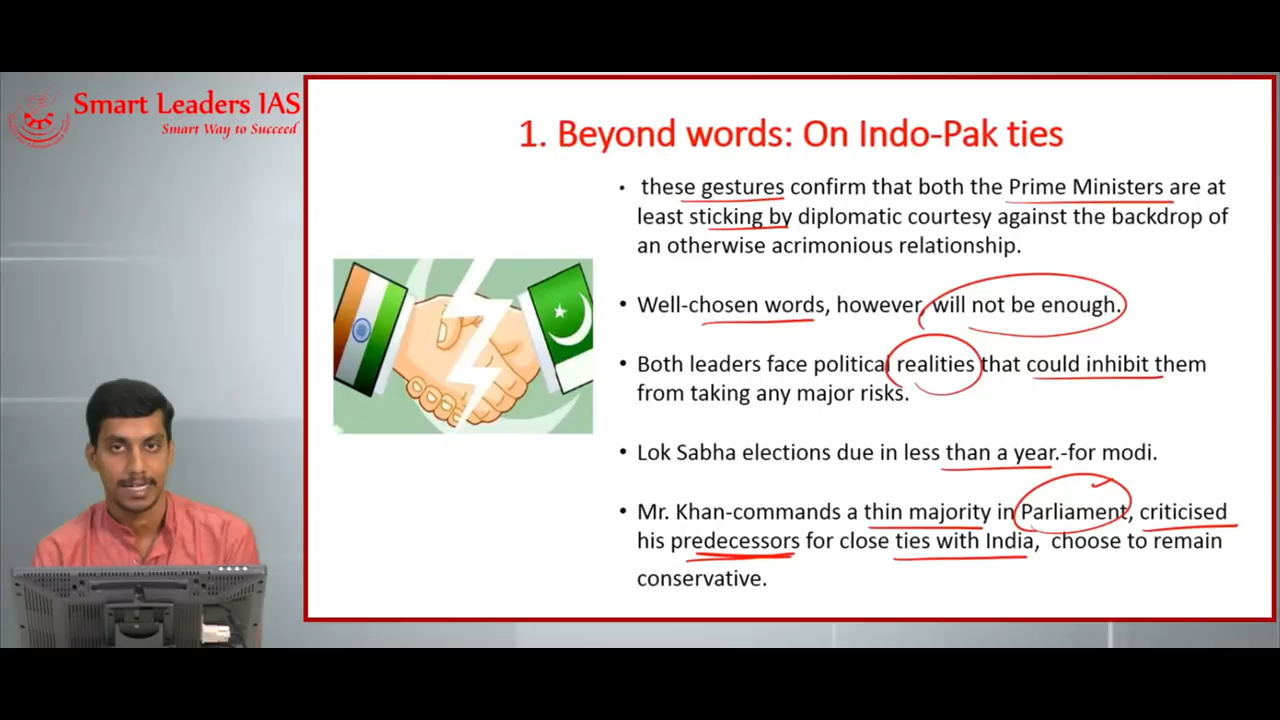 Smart Leaders IAS
Smart Way to Succeed
1. Beyond words: On Indo-Pak ties
• these gestures confirm that both the Prime Ministers are at
least sticking by diplomatic courtesy against the backdrop of
an otherwise acrimonious relationship.
• Well-chosen words, however, will not be enough.
• Both leaders face political realities that could inhibit them
from taking any major risks.
• Lok Sabha elections due in less than a year.-for modi.
• Mr. Khan-commands a thin majority in Parliament, criticised
his predecessors for close ties with India, choose to remain
conservative.